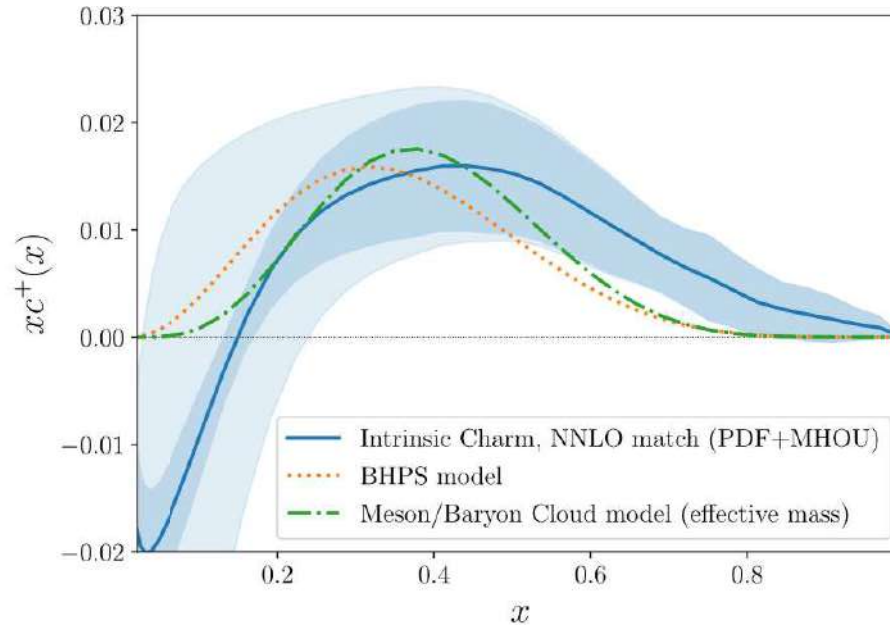 0.03
0.02
0.01
0.00
−0.01
−0.02
xc⁺(x)
Intrinsic Charm, NNLO match (PDF+MHOU)
BHPS model
Meson/Baryon Cloud model (effective mass)
0.2 0.4 0.6 0.8
x